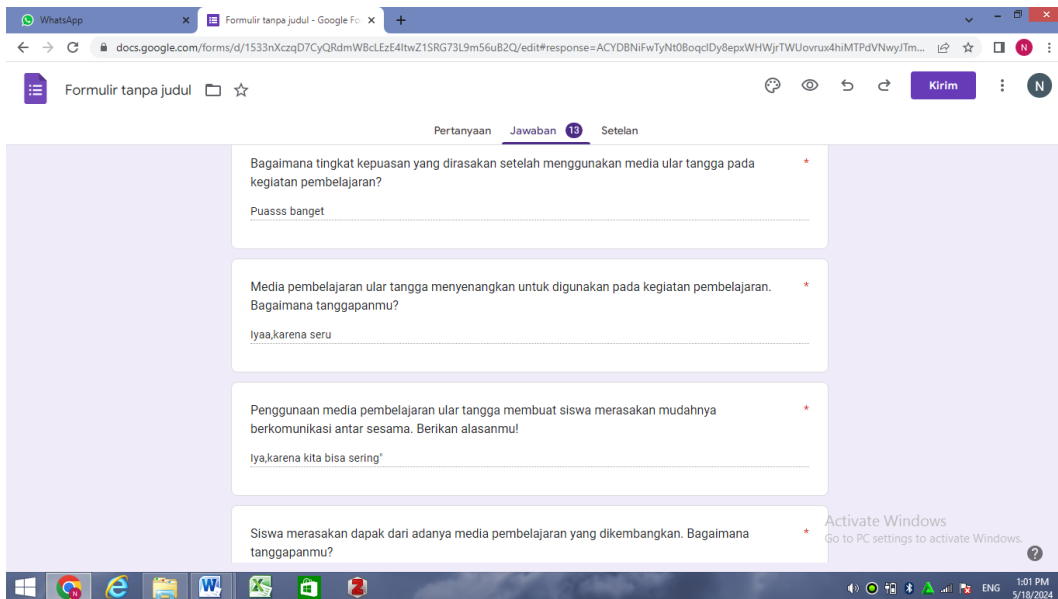 WhatsApp
Formulir tanpa judul - Google Fo
docs.google.com/forms/d/1533nXczqD7CyQRdmWBcLEzE4ItwZ1SRG73L9m56uB2Q/edit#response=ACYDBNiFwTyNt0BoqclDy8epxWHWjrTWUovrux4hiMTPdVNwyJTm...
N
Formulir tanpa judul
Kirim
N
Pertanyaan Jawaban 13 Setelan
Bagaimana tingkat kepuasan yang dirasakan setelah menggunakan media ular tangga pada *
kegiatan pembelajaran?
Puasss banget
Media pembelajaran ular tangga menyenangkan untuk digunakan pada kegiatan pembelajaran. *
Bagaimana tanggapanmu?
Iyaa,karena seru
Penggunaan media pembelajaran ular tangga membuat siswa merasakan mudahnya *
berkomunikasi antar sesama. Berikan alasanmu!
Iya,karena kita bisa sering"
Siswa merasakan dapak dari adanya media pembelajaran yang dikembangkan. Bagaimana *
tanggapanmu?
Activate Windows
Go to PC settings to activate Windows.
ENG
1:01 PM
5/18/2024